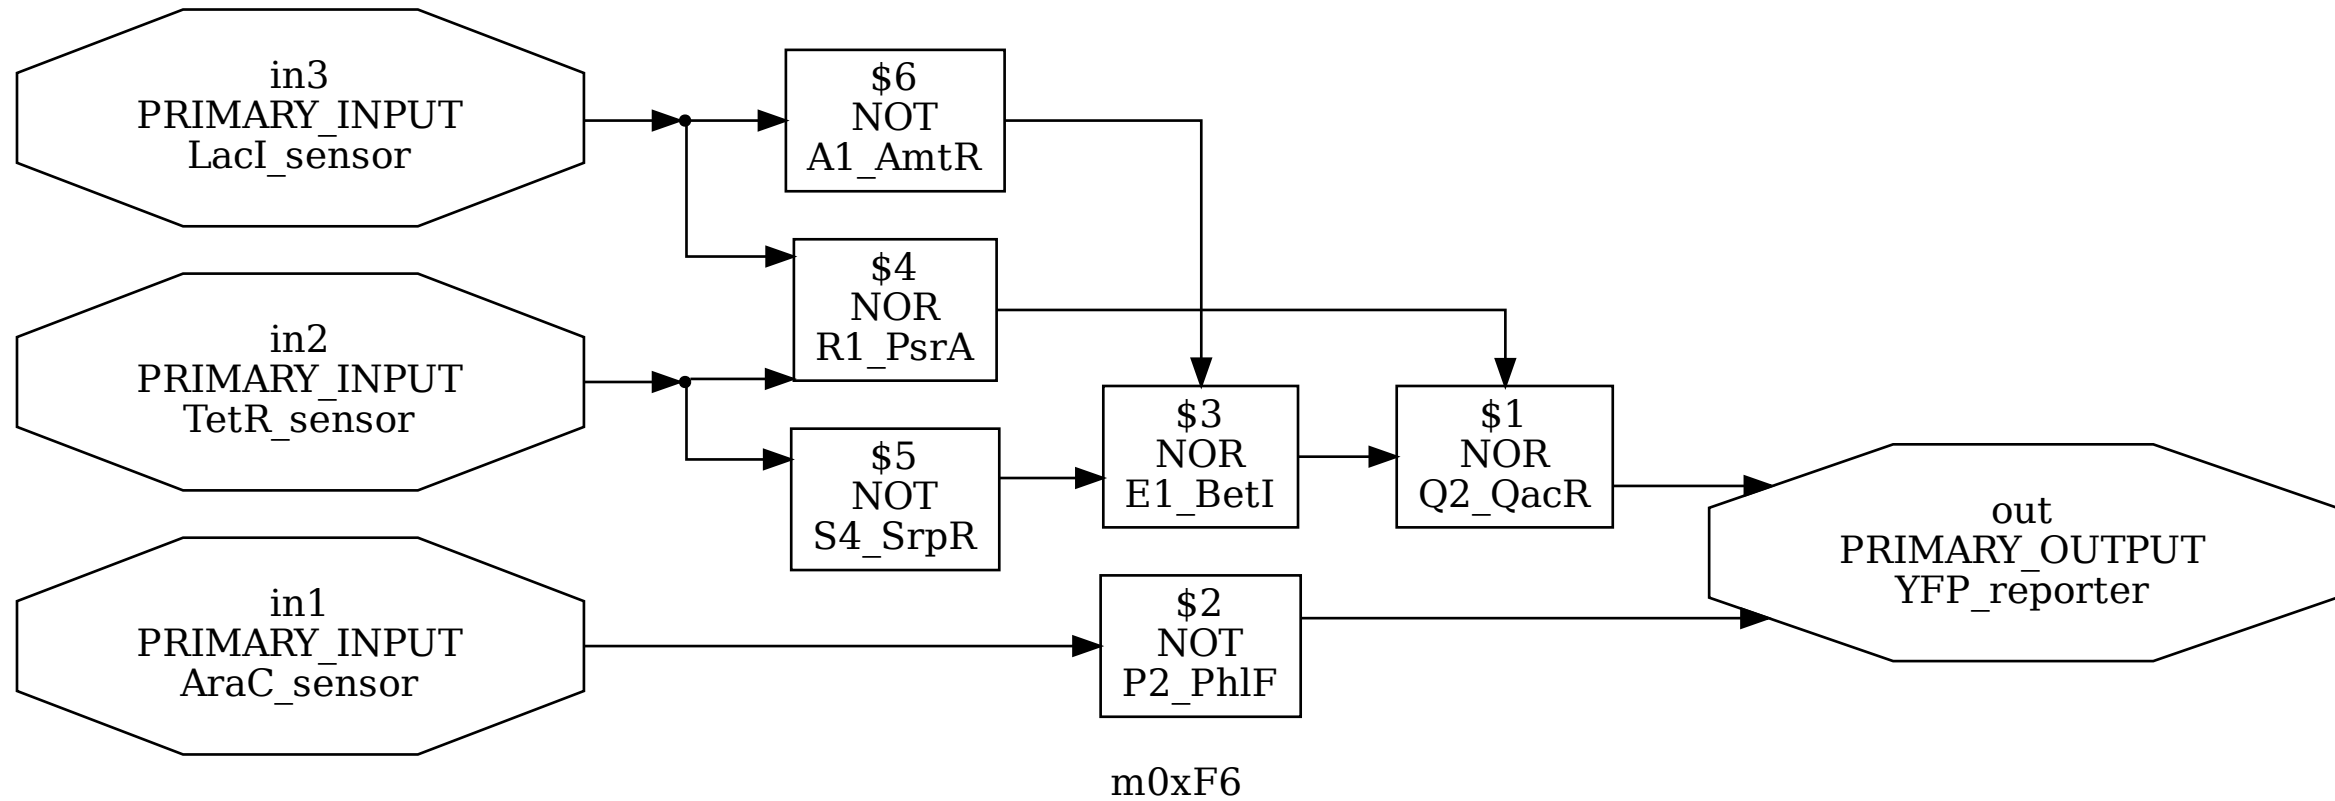 in3
PRIMARY_INPUT
LacI_sensor
$6
NOT
A1_AmtR
$4
NOR
R1_PsrA
in2
PRIMARY_INPUT
TetR_sensor
$5
NOT
S4_SrpR
$3
NOR
E1_BetI
$1
NOR
Q2_QacR
out
PRIMARY_OUTPUT
YFP_reporter
in1
PRIMARY_INPUT
AraC_sensor
$2
NOT
P2_PhlF
m0xF6